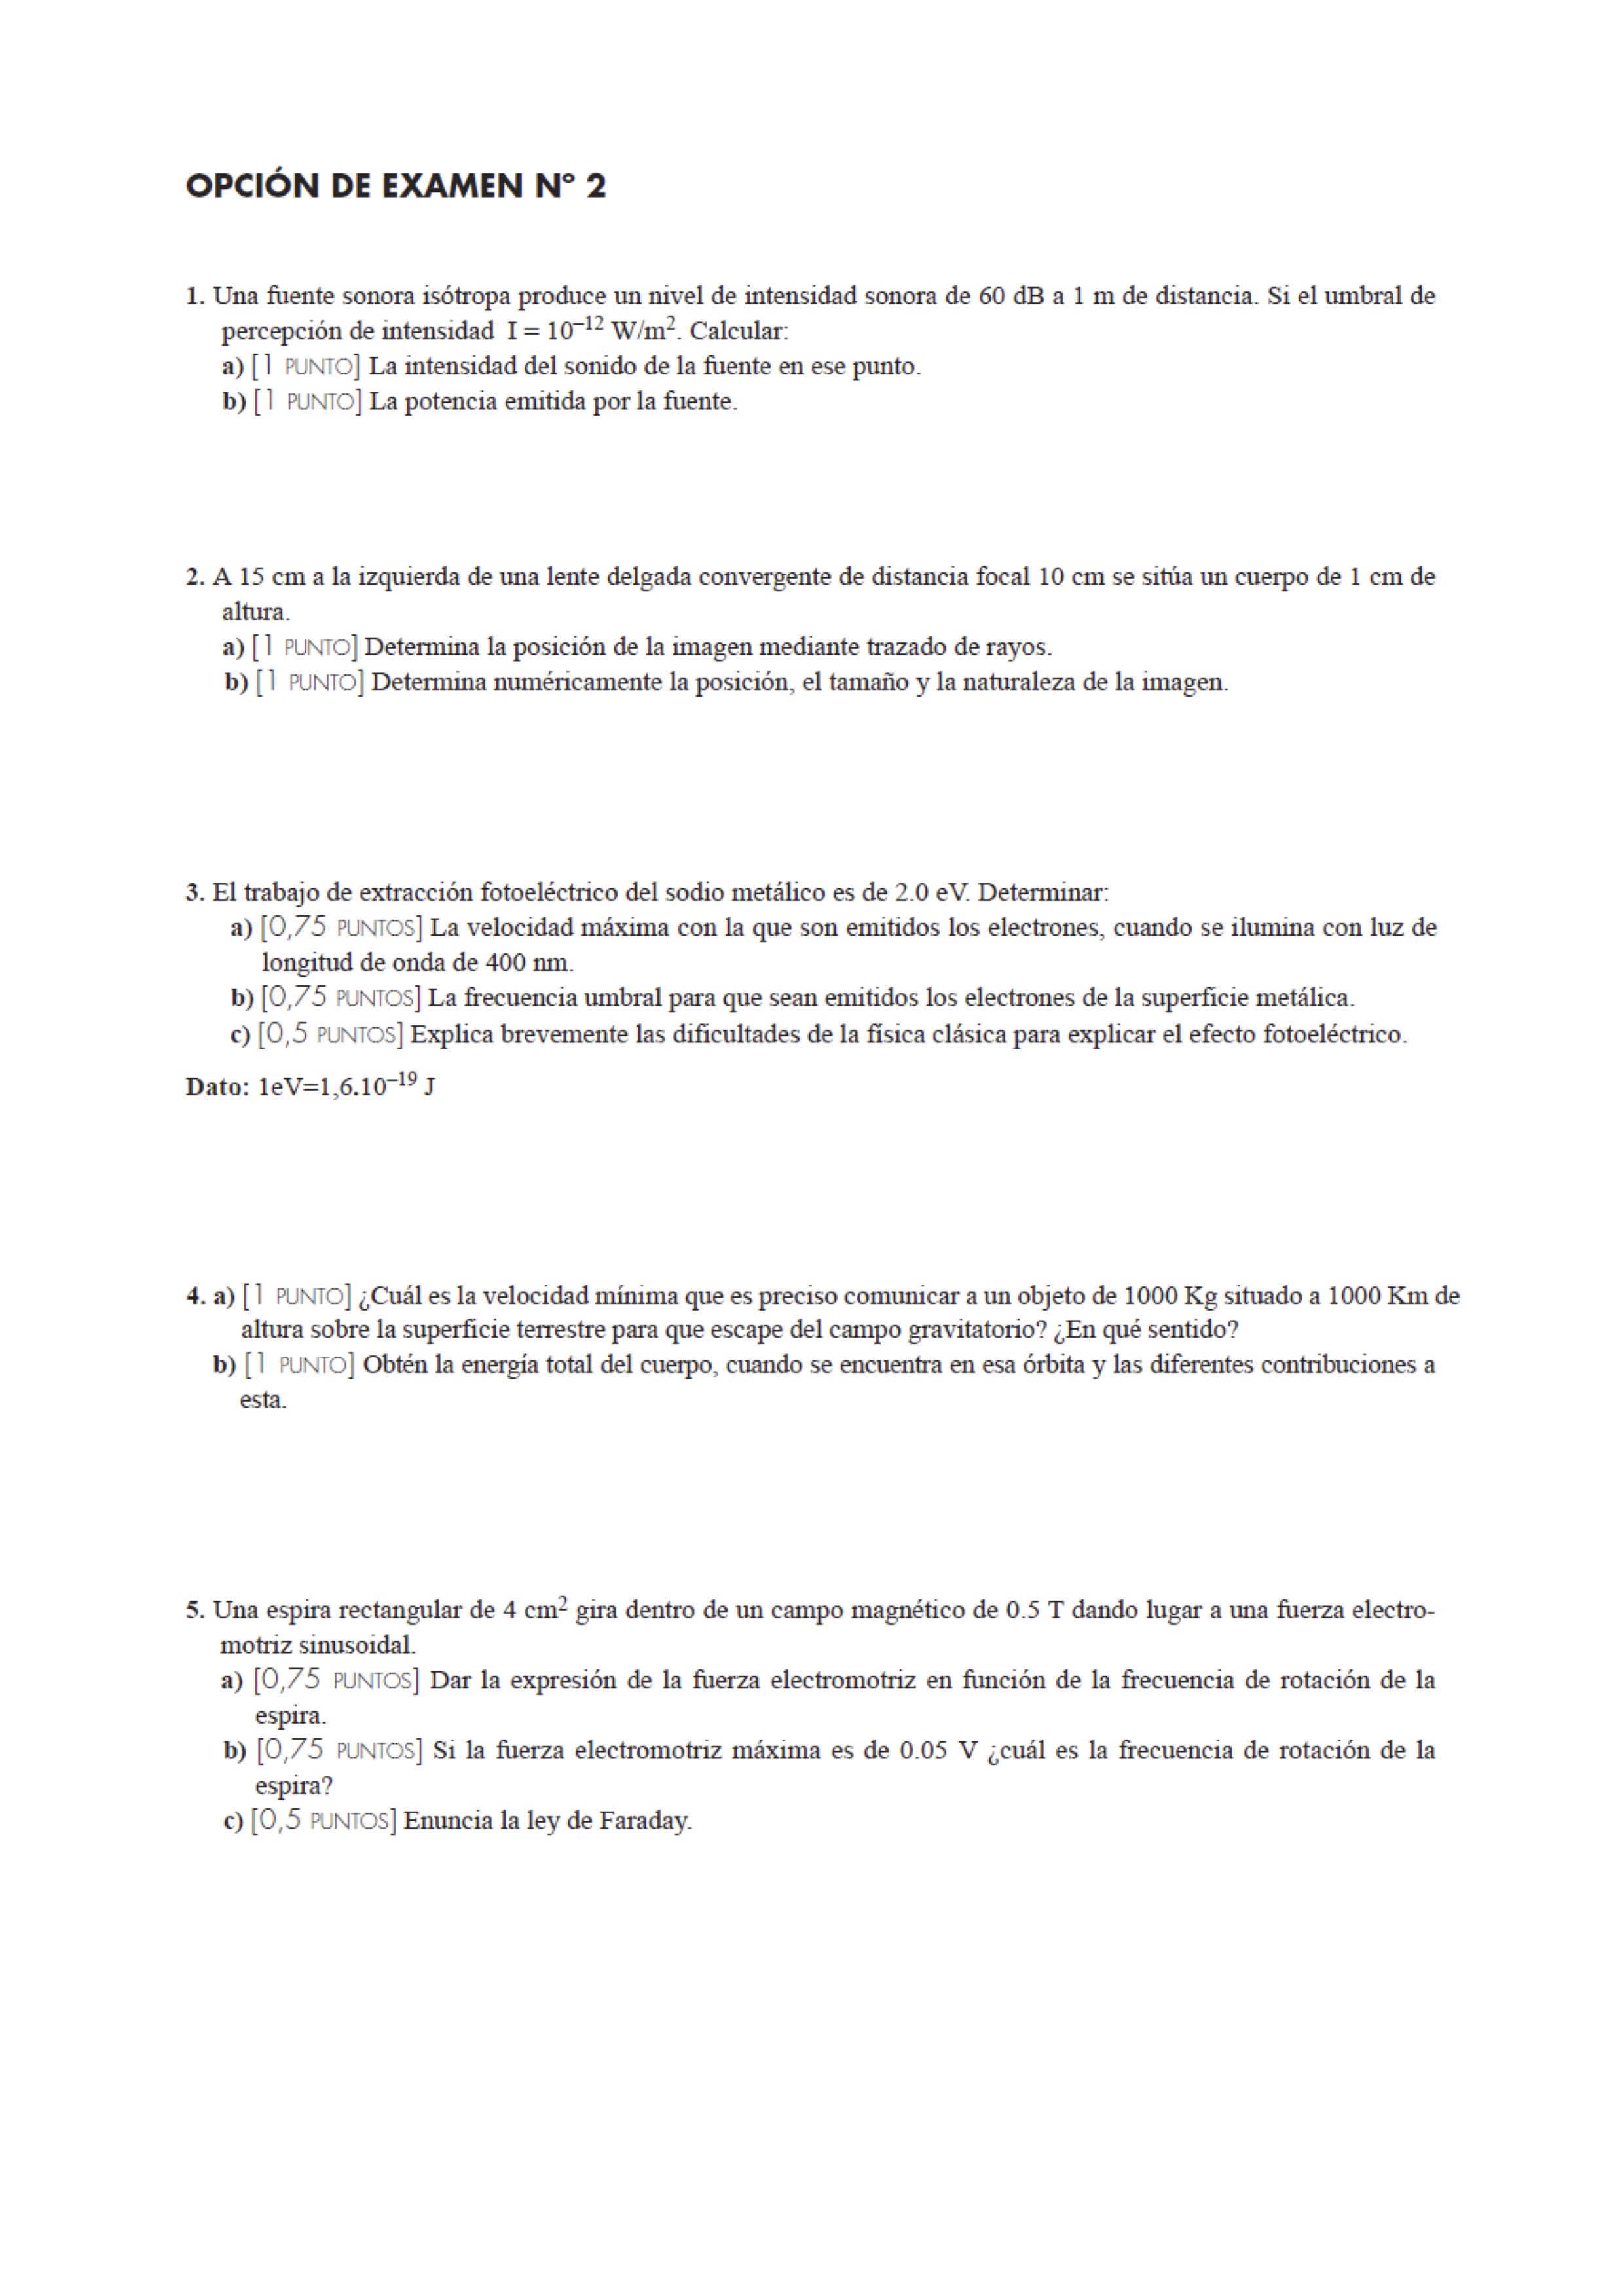 OPCIÓN DE EXAMEN Nº 2
1. Una fuente sonora isótropa produce un nivel de intensidad sonora de 60 dB a 1 m de distancia. Si el umbral de
percepción de intensidad I = 10⁻¹² W/m². Calcular:
a) [1 PUNTO] La intensidad del sonido de la fuente en ese punto.
b) [1 PUNTO] La potencia emitida por la fuente.
2. A 15 cm a la izquierda de una lente delgada convergente de distancia focal 10 cm se sitúa un cuerpo de 1 cm de
altura.
a) [1 PUNTO] Determina la posición de la imagen mediante trazado de rayos.
b) [1 PUNTO] Determina numéricamente la posición, el tamaño y la naturaleza de la imagen.
3. El trabajo de extracción fotoeléctrico del sodio metálico es de 2.0 eV. Determinar:
a) [0,75 PUNTOS] La velocidad máxima con la que son emitidos los electrones, cuando se ilumina con luz de
longitud de onda de 400 nm.
b) [0,75 PUNTOS] La frecuencia umbral para que sean emitidos los electrones de la superficie metálica.
c) [0,5 PUNTOS] Explica brevemente las dificultades de la física clásica para explicar el efecto fotoeléctrico.
Dato: 1eV=1,6.10⁻¹⁹ J
4. a) [1 PUNTO] ¿Cuál es la velocidad mínima que es preciso comunicar a un objeto de 1000 Kg situado a 1000 Km de
altura sobre la superficie terrestre para que escape del campo gravitatorio? ¿En qué sentido?
b) [1 PUNTO] Obtén la energía total del cuerpo, cuando se encuentra en esa órbita y las diferentes contribuciones a
esta.
5. Una espira rectangular de 4 cm² gira dentro de un campo magnético de 0.5 T dando lugar a una fuerza electro-
motriz sinusoidal.
a) [0,75 PUNTOS] Dar la expresión de la fuerza electromotriz en función de la frecuencia de rotación de la
espira.
b) [0,75 PUNTOS] Si la fuerza electromotriz máxima es de 0.05 V ¿cuál es la frecuencia de rotación de la
espira?
c) [0,5 PUNTOS] Enuncia la ley de Faraday.